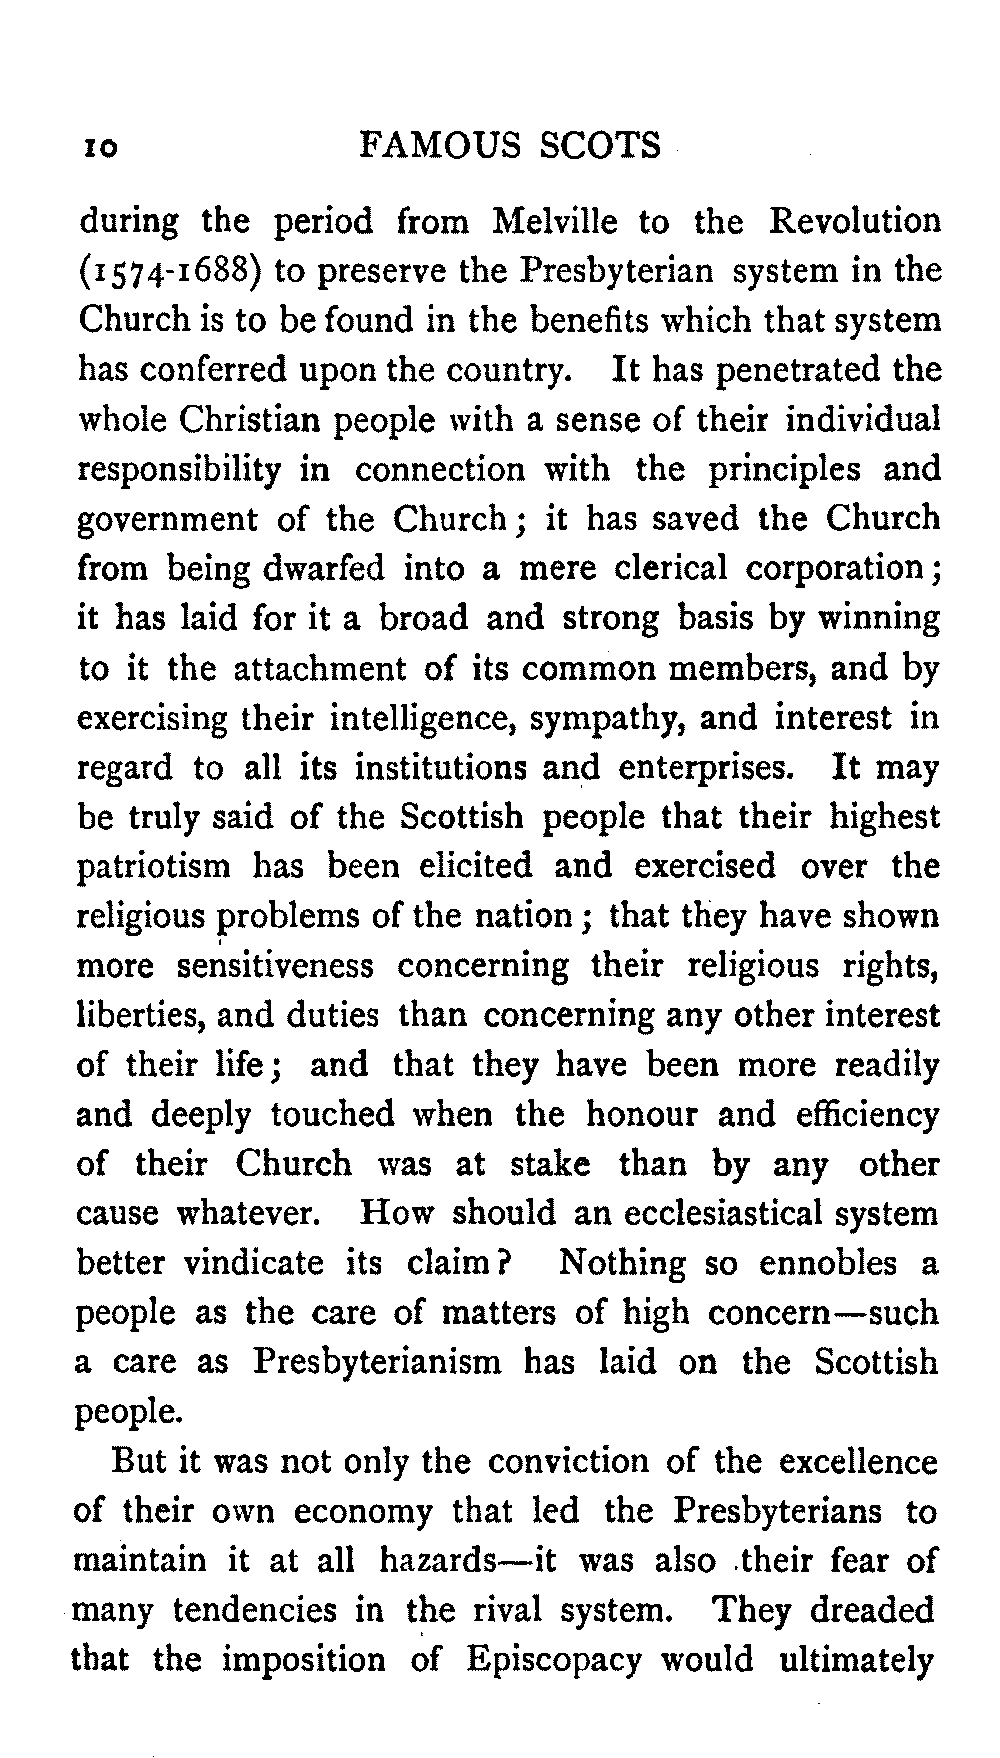 10 FAMOUS SCOTS
during the period from Melville to the Revolution
(1574-1688) to preserve the Presbyterian system in the
Church is to be found in the benefits which that system
has conferred upon the country. It has penetrated the
whole Christian people with a sense of their individual
responsibility in connection with the principles and
government of the Church; it has saved the Church
from being dwarfed into a mere clerical corporation;
it has laid for it a broad and strong basis by winning
to it the attachment of its common members, and by
exercising their intelligence, sympathy, and interest in
regard to all its institutions and enterprises. It may
be truly said of the Scottish people that their highest
patriotism has been elicited and exercised over the
religious problems of the nation; that they have shown
more sensitiveness concerning their religious rights,
liberties, and duties than concerning any other interest
of their life; and that they have been more readily
and deeply touched when the honour and efficiency
of their Church was at stake than by any other
cause whatever. How should an ecclesiastical system
better vindicate its claim? Nothing so ennobles a
people as the care of matters of high concern—such
a care as Presbyterianism has laid on the Scottish
people.
But it was not only the conviction of the excellence
of their own economy that led the Presbyterians to
maintain it at all hazards—it was also their fear of
many tendencies in the rival system. They dreaded
that the imposition of Episcopacy would ultimately